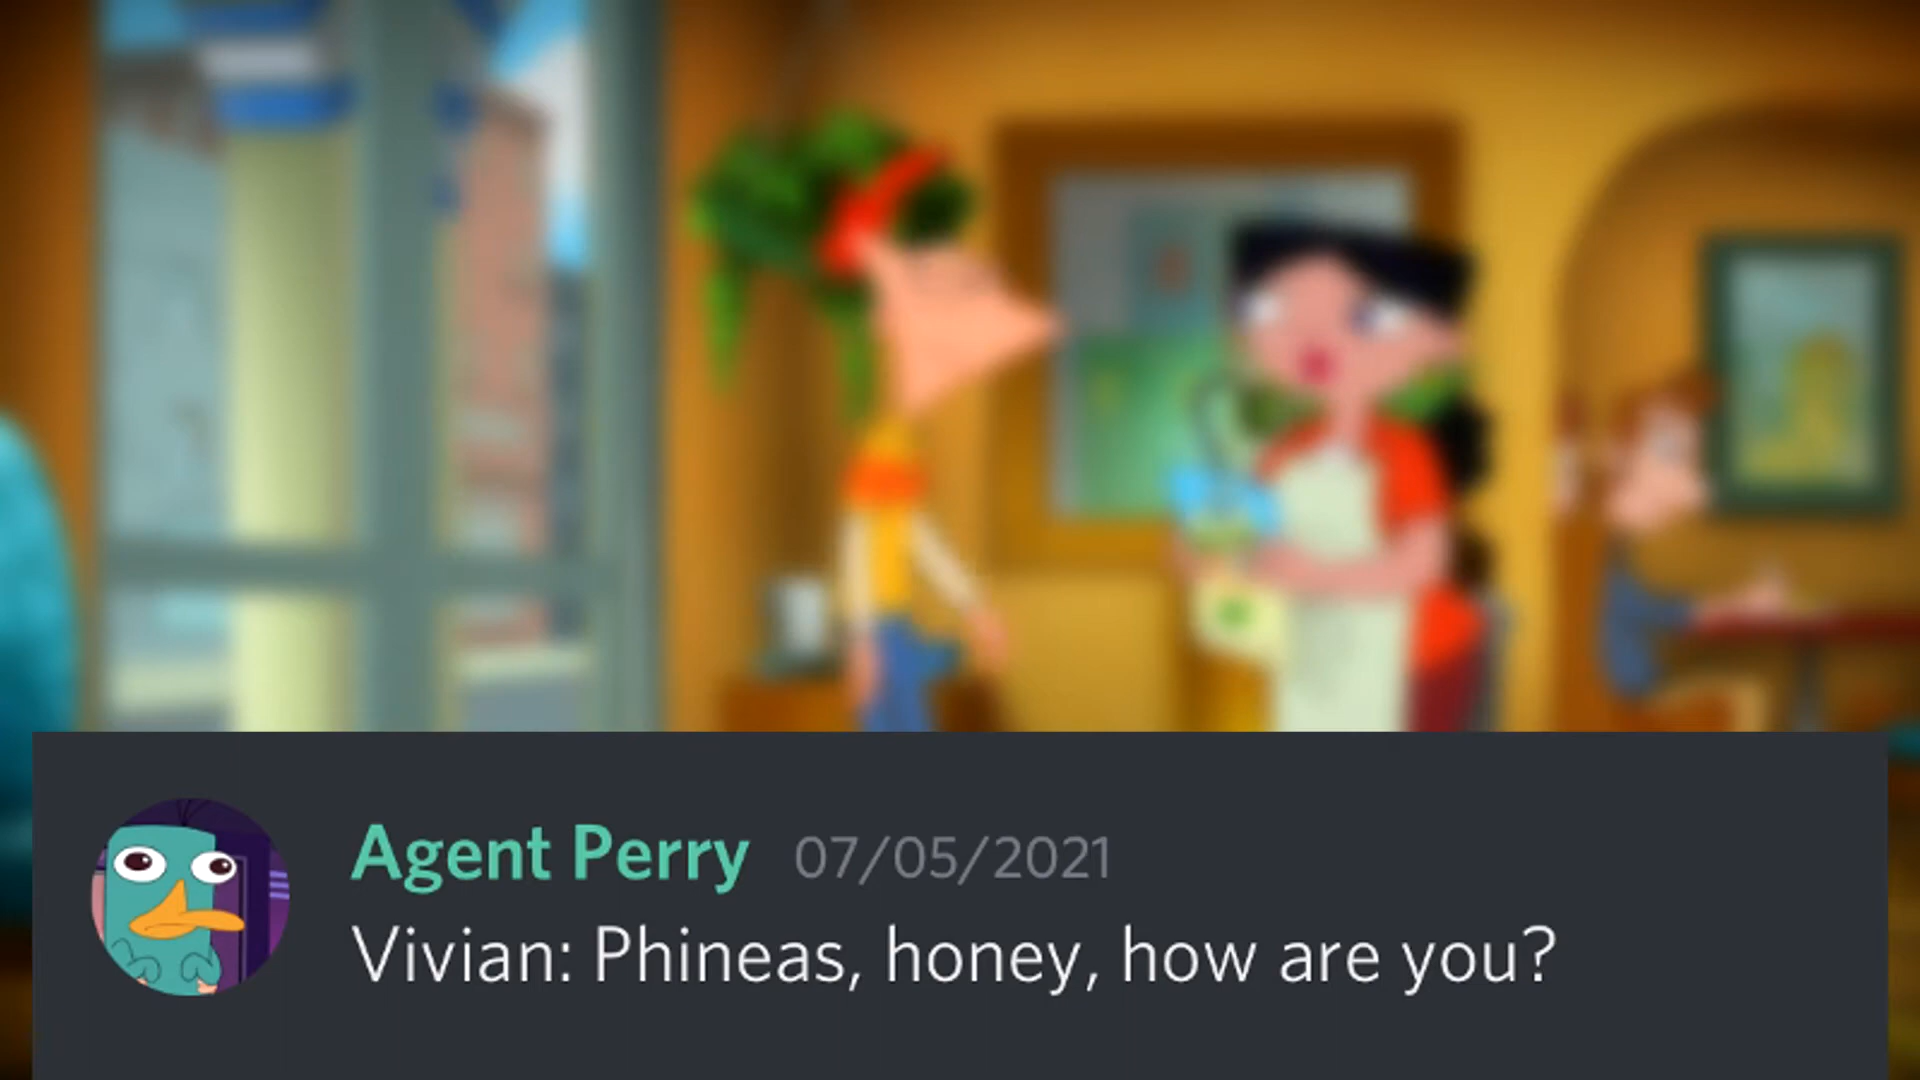 Agent Perry 07/05/2021
Vivian: Phineas, honey, how are you?